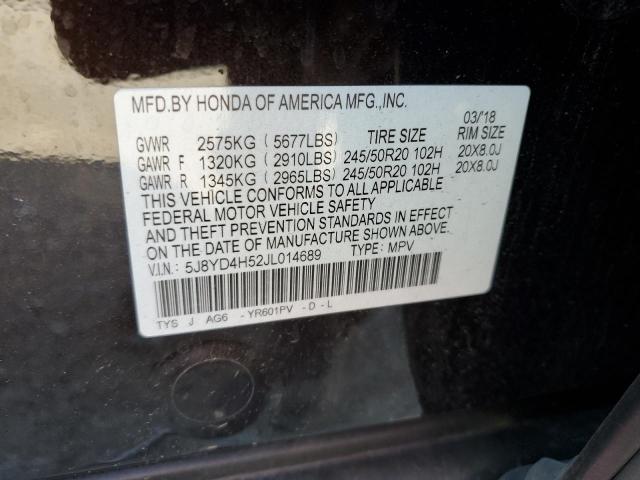 MFD.BY HONDA OF AMERICA MFG.,INC. 03/'18
GVWR 2575KG ( 5677LBS) TIRE SIZE RIM SIZE
GAWR F 1320KG ( 2910LBS) 245/50R20 102H 20X8.0J
GAWR R 1345KG ( 2965LBS) 245/50R20 102H 20X8.0J
THIS VEHICLE CONFORMS TO ALL APPLICABLE
FEDERAL MOTOR VEHICLE SAFETY
AND THEFT PREVENTION STANDARDS IN EFFECT
ON THE DATE OF MANUFACTURE SHOWN ABOVE.
V.I.N.: 5J8YD4H52JL014689 TYPE: MPV
TYS J AG6 - YR601PV - D - L